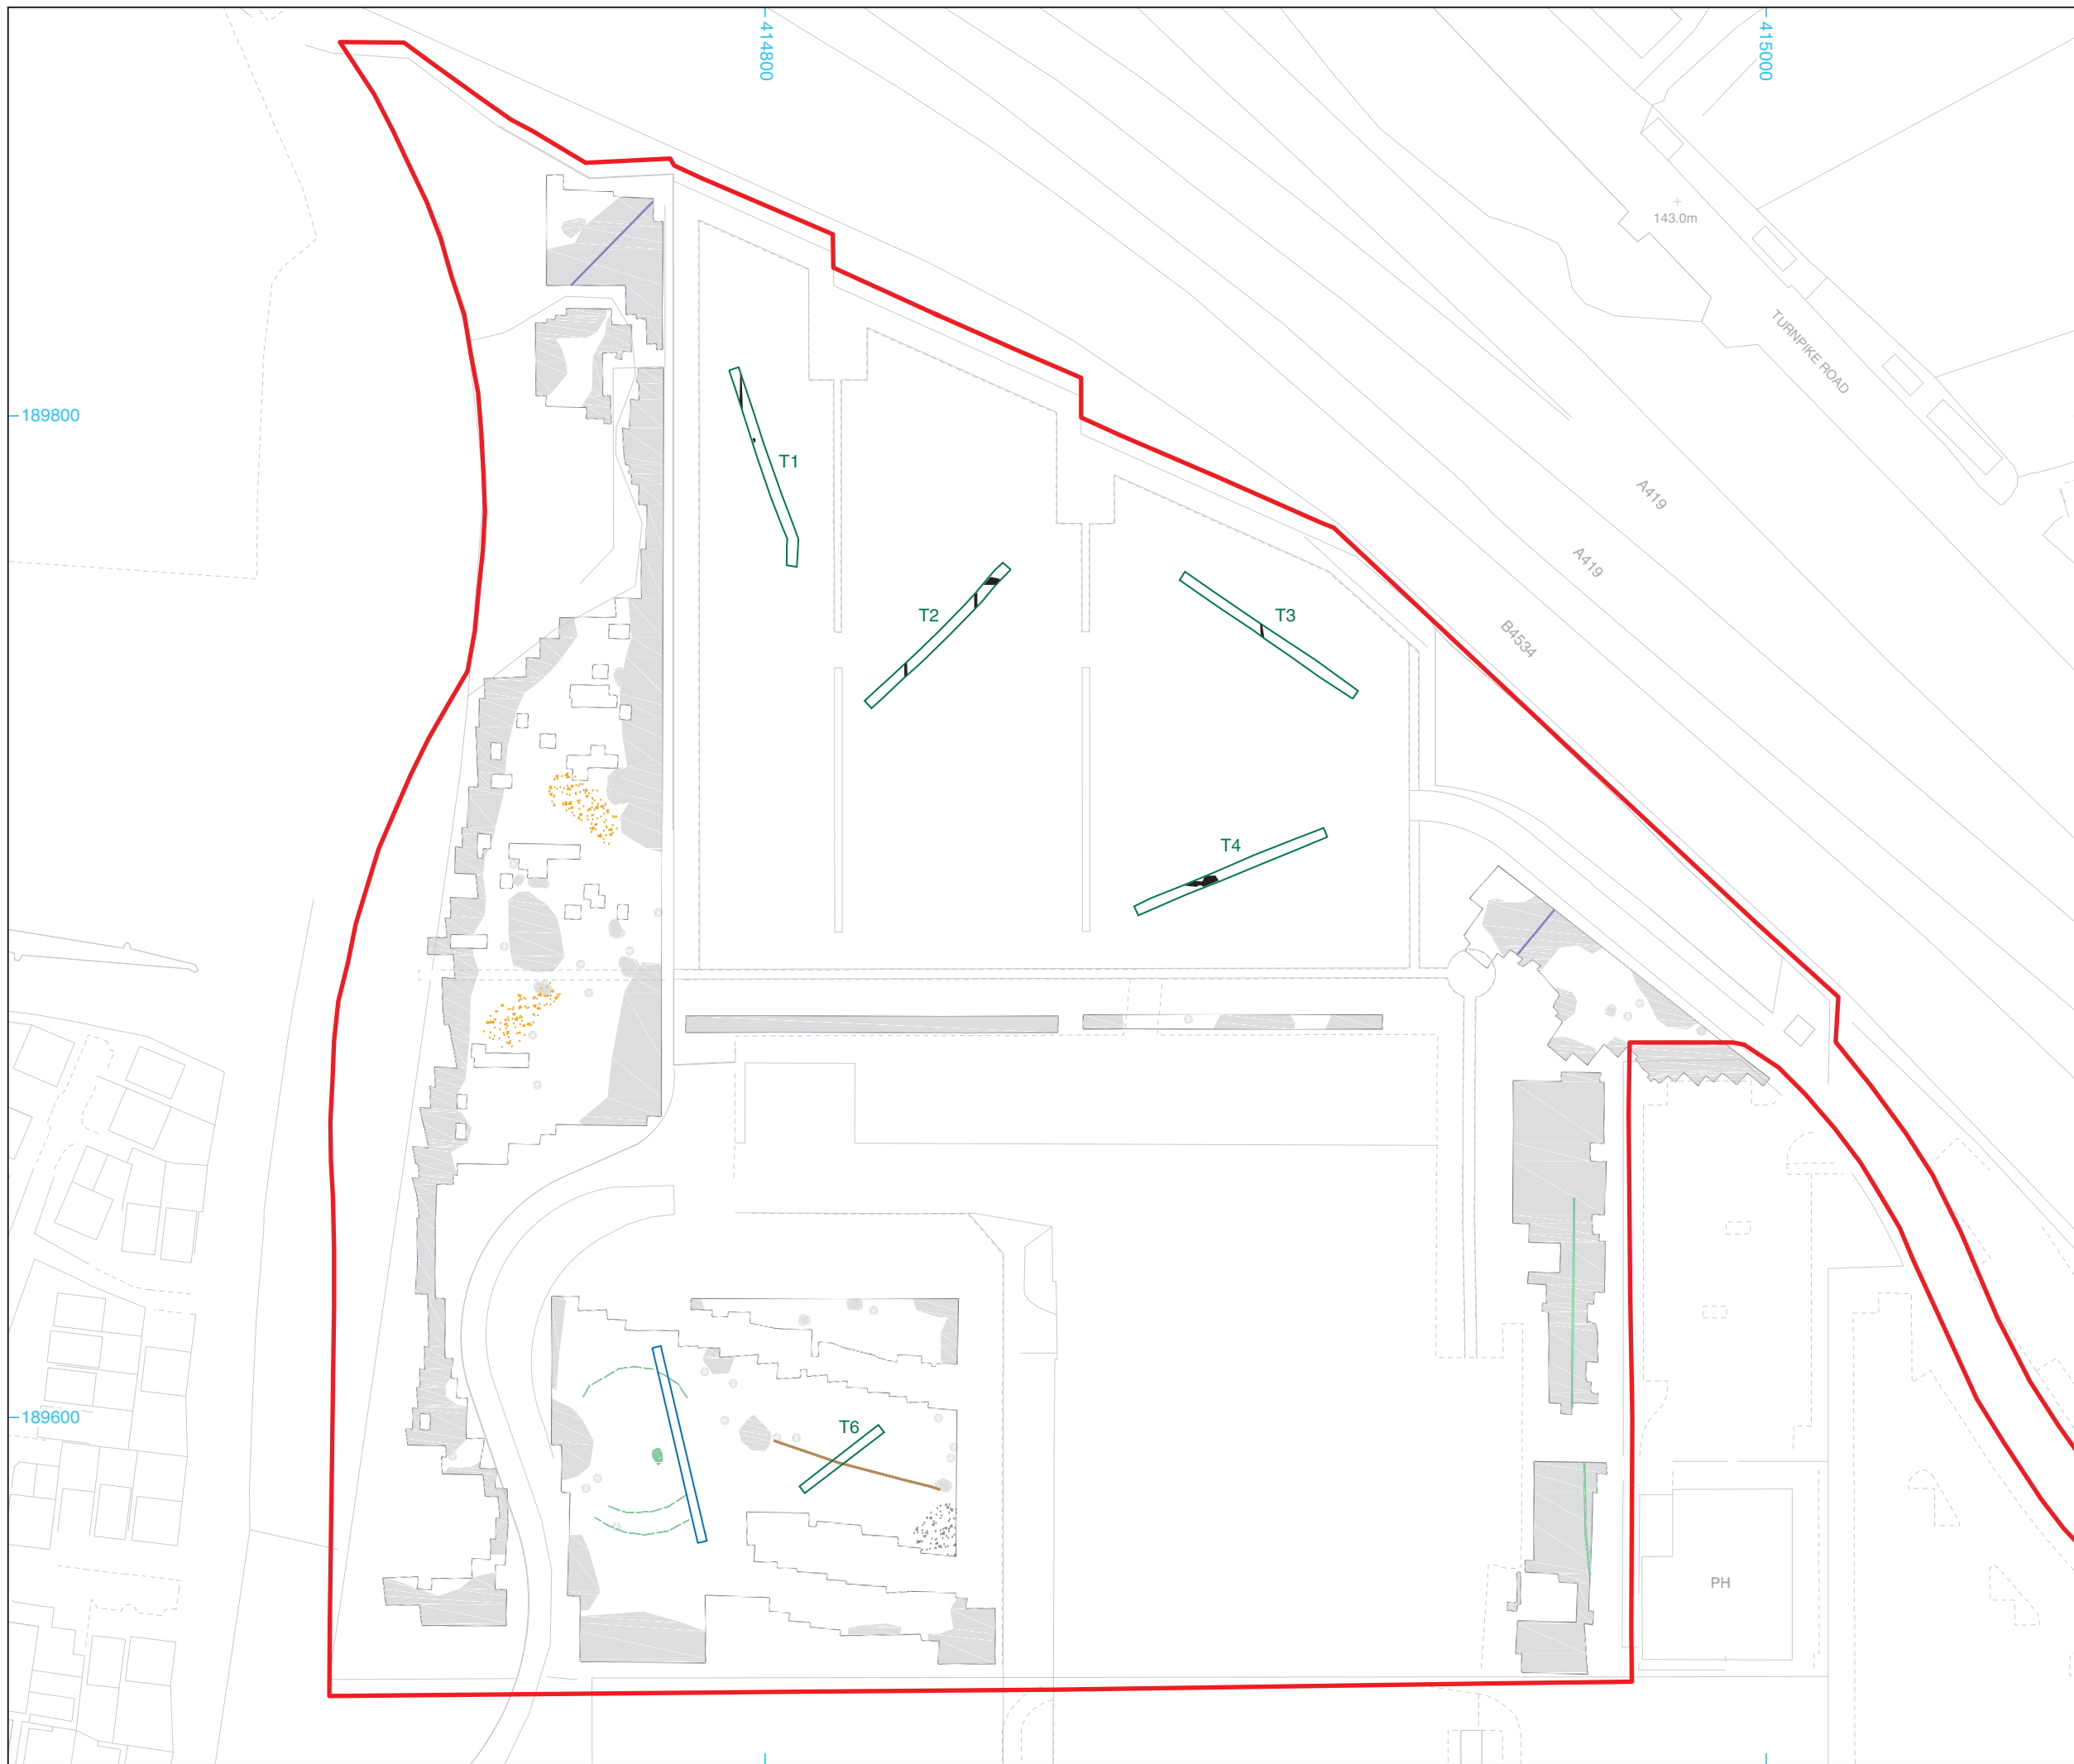 414800
415000
143.0m
TURNPIKE ROAD
189800
T1
A419
A419
T2
T3
B4534
T4
189600
T6
PH